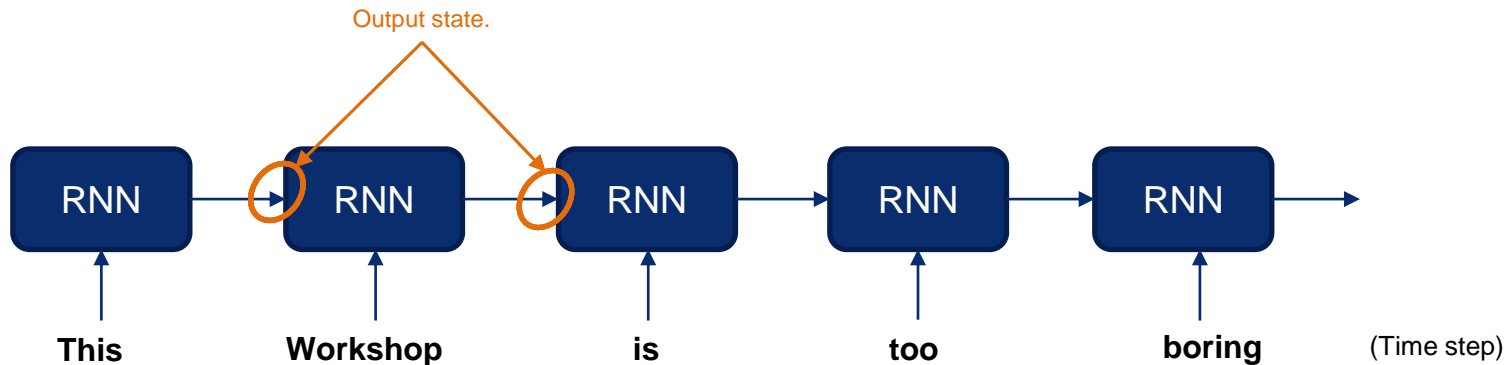 Output state.
RNN RNN RNN RNN RNN
This Workshop is too boring (Time step)